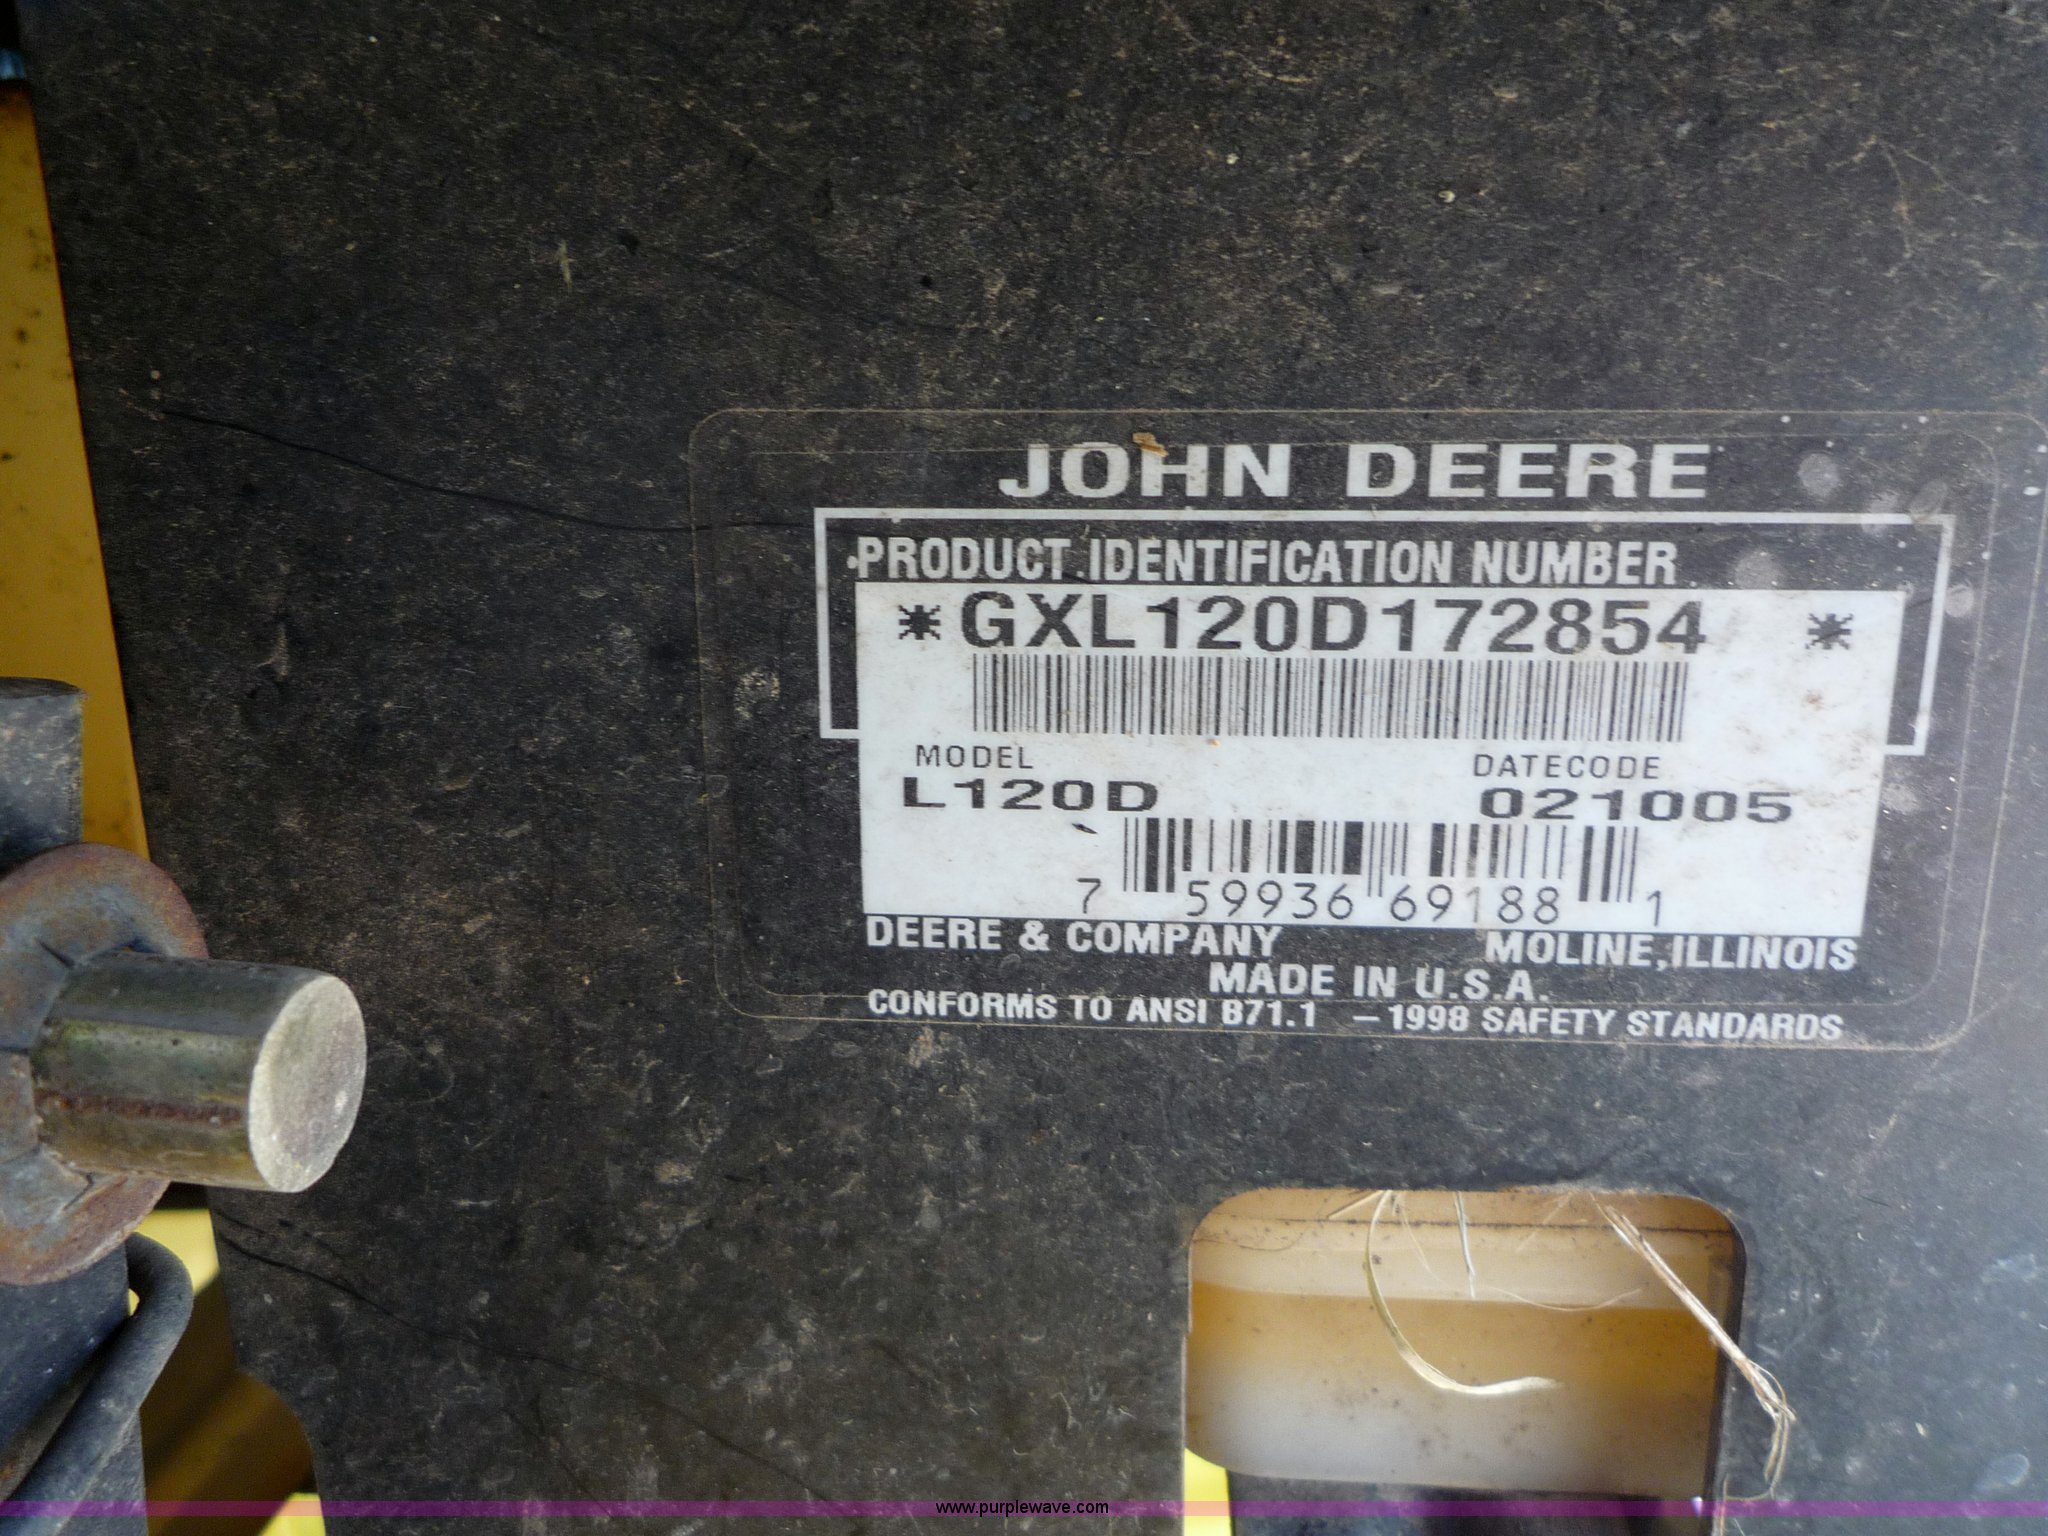 JOHN DEERE
PRODUCT IDENTIFICATION NUMBER
*GXL120D172854 *
MODEL DATECODE
L120D 021005
7 59936 69188 1
DEERE & COMPANY MOLINE, ILLINOIS
MADE IN U.S.A.
CONFORMS TO ANSI B71.1 –1998 SAFETY STANDARDS
www.purplewave.com